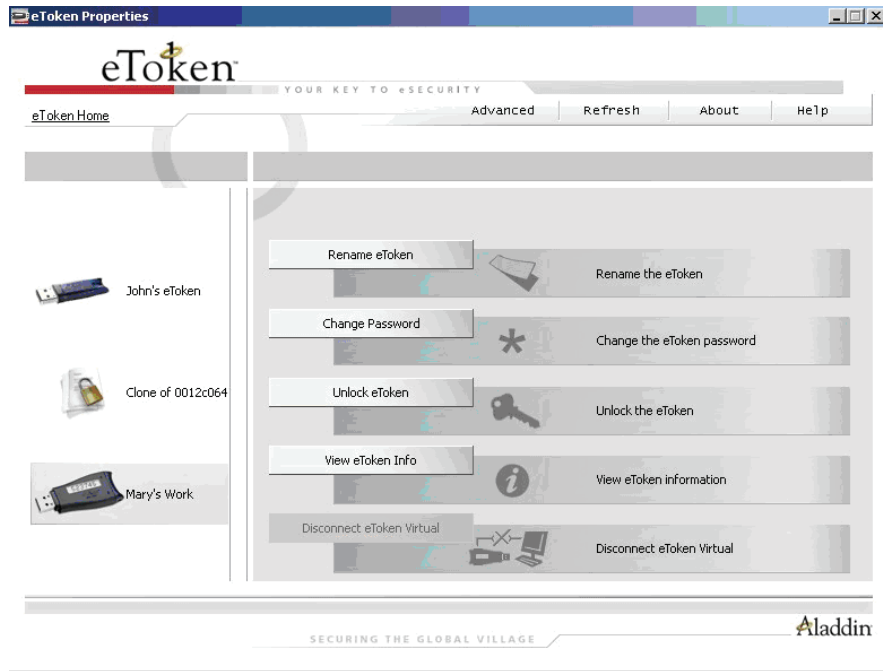 eToken Properties
eToken
YOUR KEY TO eSECURITY
eToken Home
Advanced
Refresh
About
Help
John's eToken
Clone of 0012c064
Mary's Work
Rename eToken
Rename the eToken
Change Password
Change the eToken password
Unlock eToken
Unlock the eToken
View eToken Info
View eToken information
Disconnect eToken Virtual
Disconnect eToken Virtual
SECURING THE GLOBAL VILLAGE
Aladdin